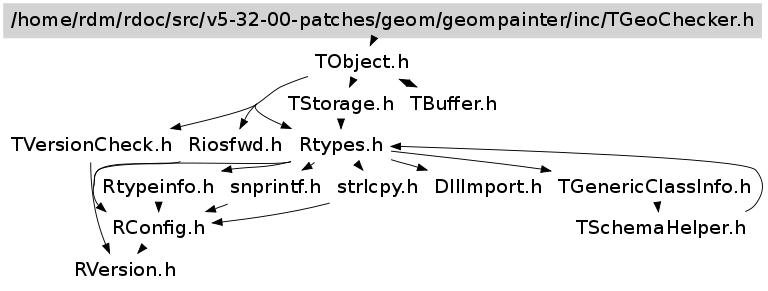 /home/rdm/rdoc/src/v5-32-00-patches/geom/geompainter/inc/TGeoChecker.h
TObject.h
TStorage.h TBuffer.h
TVersionCheck.h Riosfwd.h Rtypes.h
Rtypeinfo.h snprintf.h strlcpy.h DllImport.h TGenericClassInfo.h
RConfig.h TSchemaHelper.h
RVersion.h